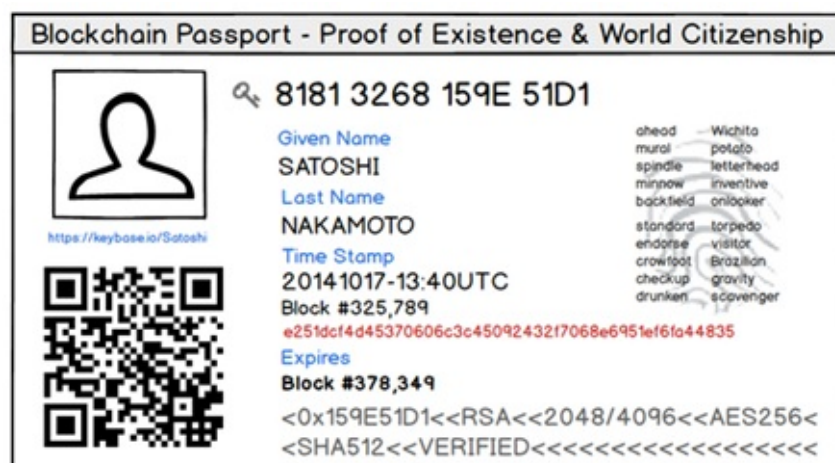 Blockchain Passport - Proof of Existence & World Citizenship
8181 3268 159E 51D1
Given Name
SATOSHI
Last Name
NAKAMOTO
Time Stamp
20141017-13:40UTC
Block #325,789
e251dcf4d45370606c3c45092432f7068e6951ef6fa44835
Expires
Block #378,349
https://keybase.io/Satoshi
ahead Wichita
mural potato
spindle letterhead
minnow inventive
backfield onlooker
standard torpedo
endorse visitor
crowfoot Brazilian
checkup gravity
drunken scavenger
<0x159E51D1<<RSA<<2048/4096<<AES256<
<SHA512<<VERIFIED<<<<<<<<<<<<<<<<<<